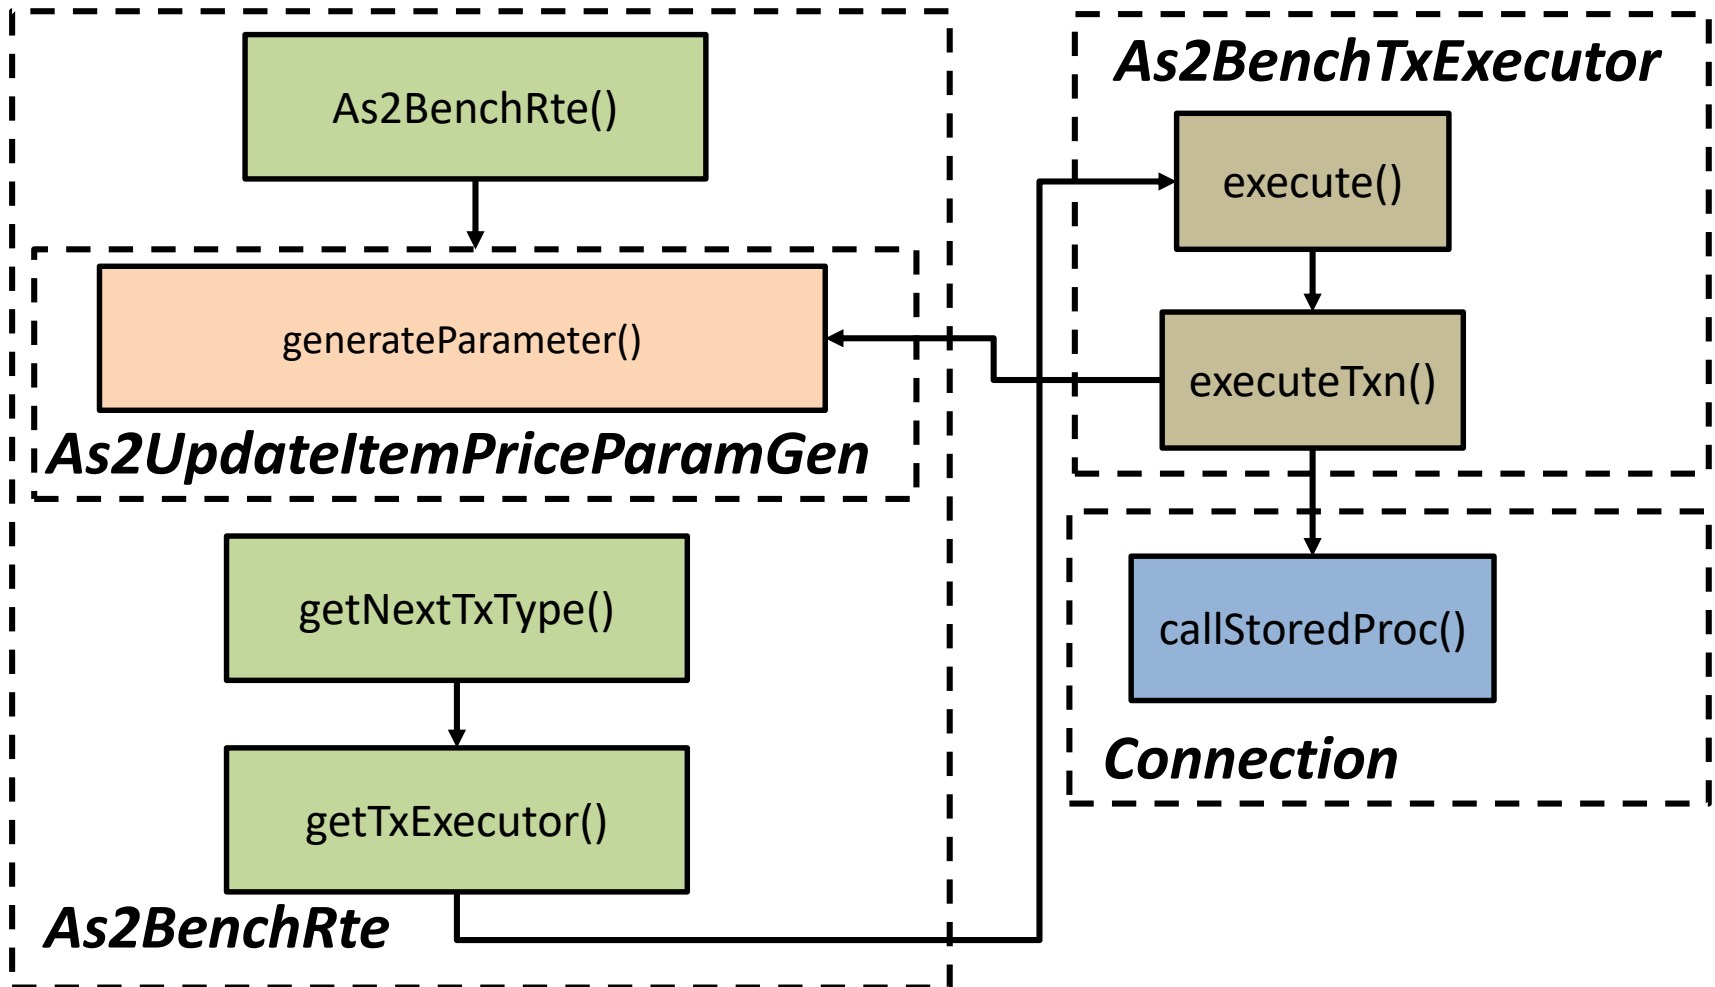 As2BenchRte()
generateParameter()
As2UpdateItemPriceParamGen
getNextTxType()
getTxExecutor()
As2BenchRte
As2BenchTxExecutor
execute()
executeTxn()
callStoredProc()
Connection